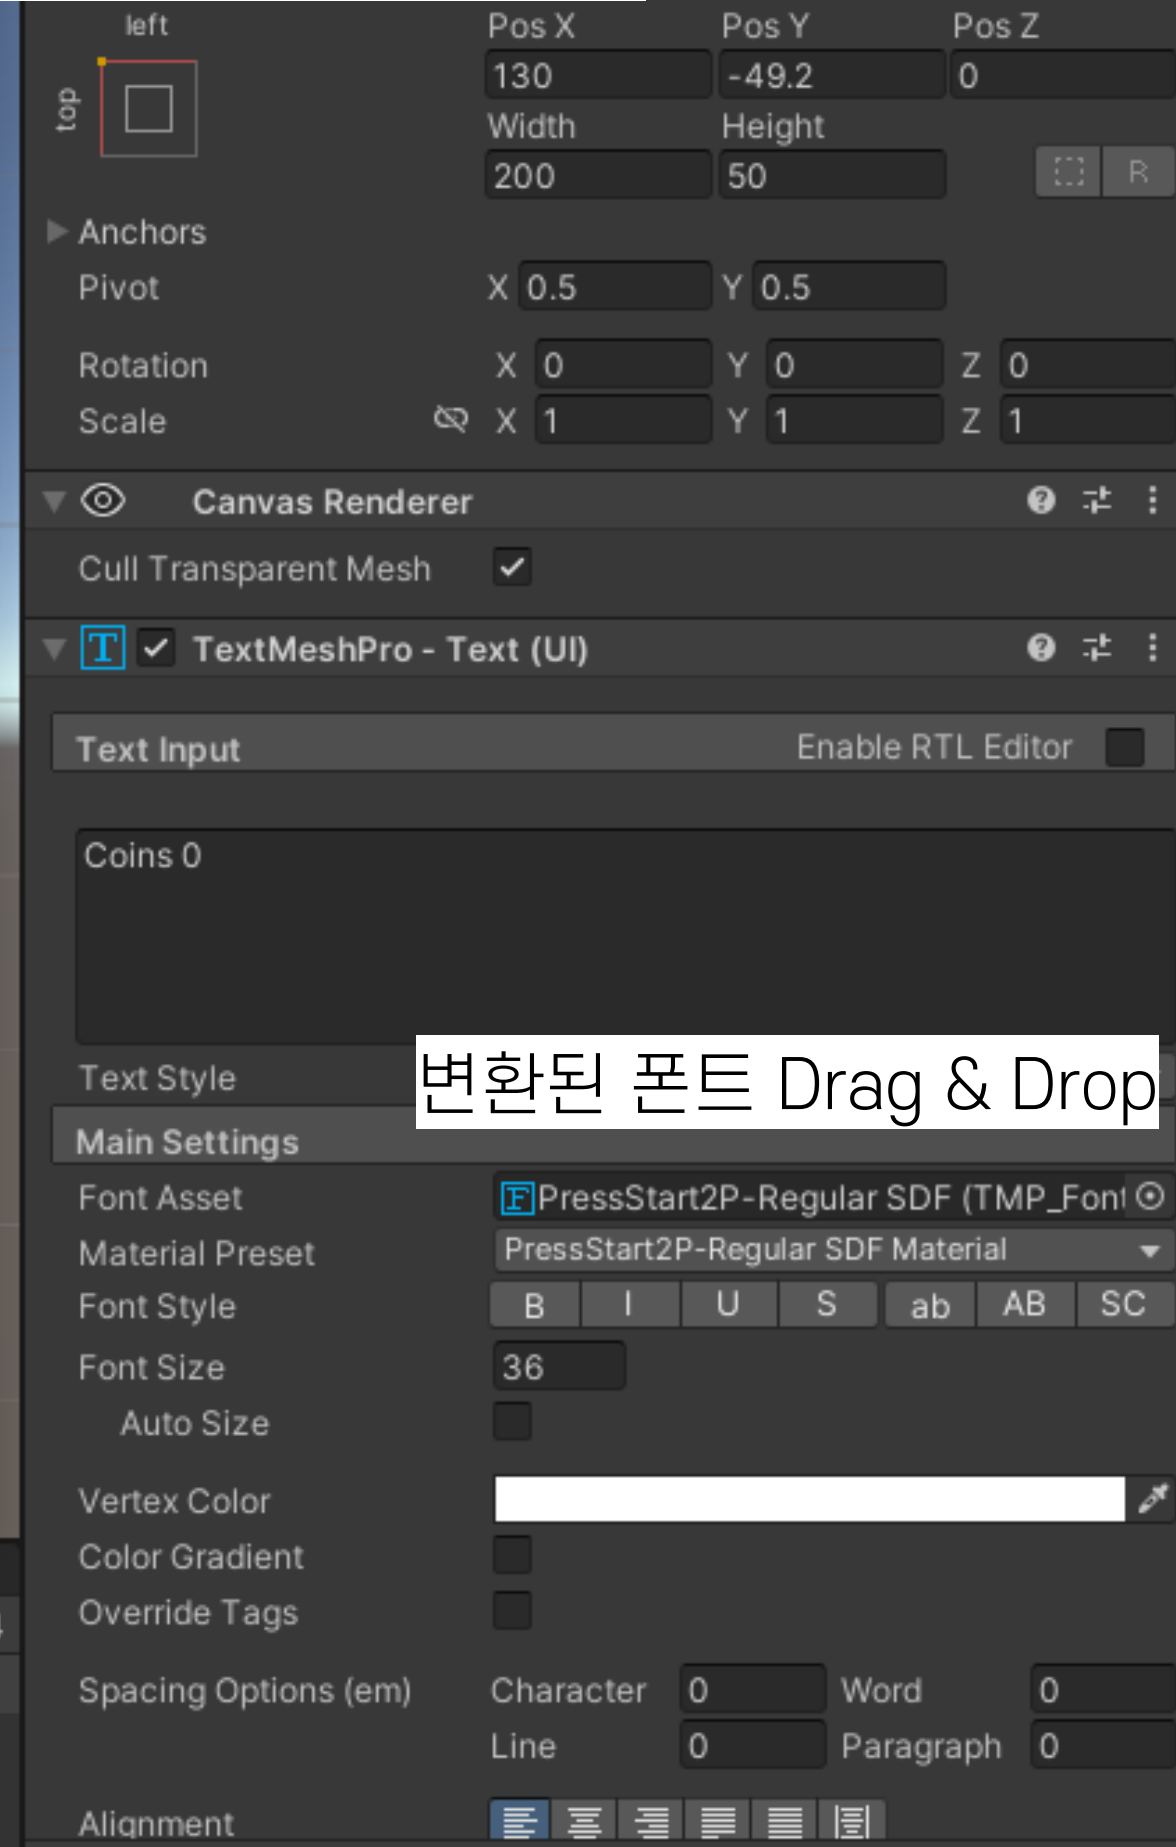 left Pos X Pos Y Pos Z
top 130 -49.2 0
Width Height
200 50 R
Anchors
Pivot X 0.5 Y 0.5
Rotation X 0 Y 0 Z 0
Scale X 1 Y 1 Z 1
Canvas Renderer
Cull Transparent Mesh
TextMeshPro - Text (UI)
Text Input Enable RTL Editor
Coins 0
변환된 폰트 Drag & Drop
Text Style
Main Settings
Font Asset F PressStart2P-Regular SDF (TMP_Font
Material Preset PressStart2P-Regular SDF Material
Font Style B I U S ab AB SC
Font Size 36
Auto Size
Vertex Color
Color Gradient
Override Tags
Spacing Options (em) Character 0 Word 0
Line 0 Paragraph 0
Alignment